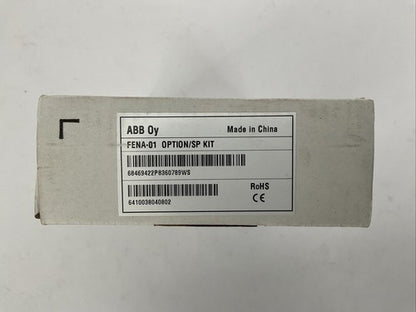 ABB Oy Made in China
FENA-01 OPTION/SP KIT
68469422P8360789WS
RoHS
6410038040802 CE